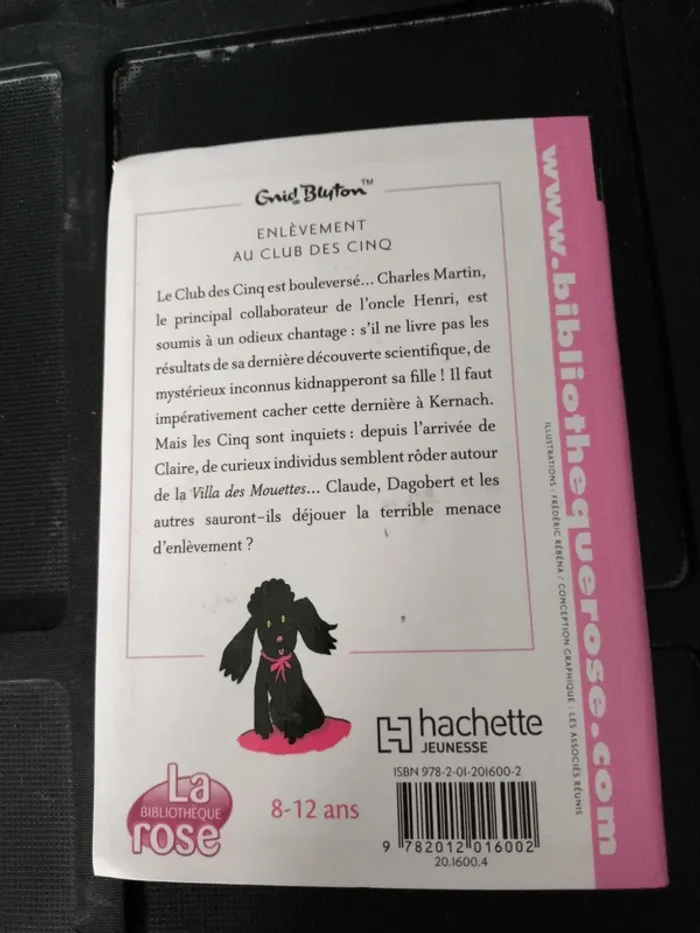 Enid Blyton™
ENLÈVEMENT
AU CLUB DES CINQ
Le Club des Cinq est bouleversé... Charles Martin,
le principal collaborateur de l'oncle Henri, est
soumis à un odieux chantage : s'il ne livre pas les
résultats de sa dernière découverte scientifique, de
mystérieux inconnus kidnapperont sa fille ! Il faut
impérativement cacher cette dernière à Kernach.
Mais les Cinq sont inquiets : depuis l'arrivée de
Claire, de curieux individus semblent rôder autour
de la Villa des Mouettes... Claude, Dagobert et les
autres sauront-ils déjouer la terrible menace
d'enlèvement ?
hachette
JEUNESSE
La
BIBLIOTHÈQUE
rose
8-12 ans
ISBN 978-2-01-201600-2
9 782012 016002
20.1600.4
www.bibliothequerose.com
ILLUSTRATIONS : FRÉDÉRIC RÉBÉNA / CONCEPTION GRAPHIQUE : LES ASSOCIÉS RÉUNIS